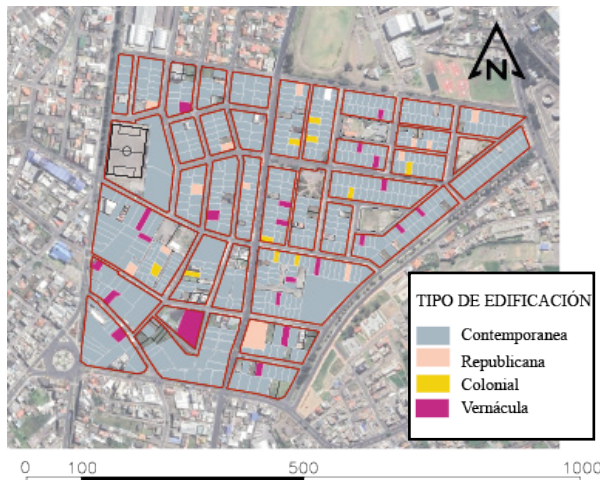 N
TIPO DE EDIFICACIÓN
Contemporanea
Republicana
Colonial
Vernácula
0 100 500 1000